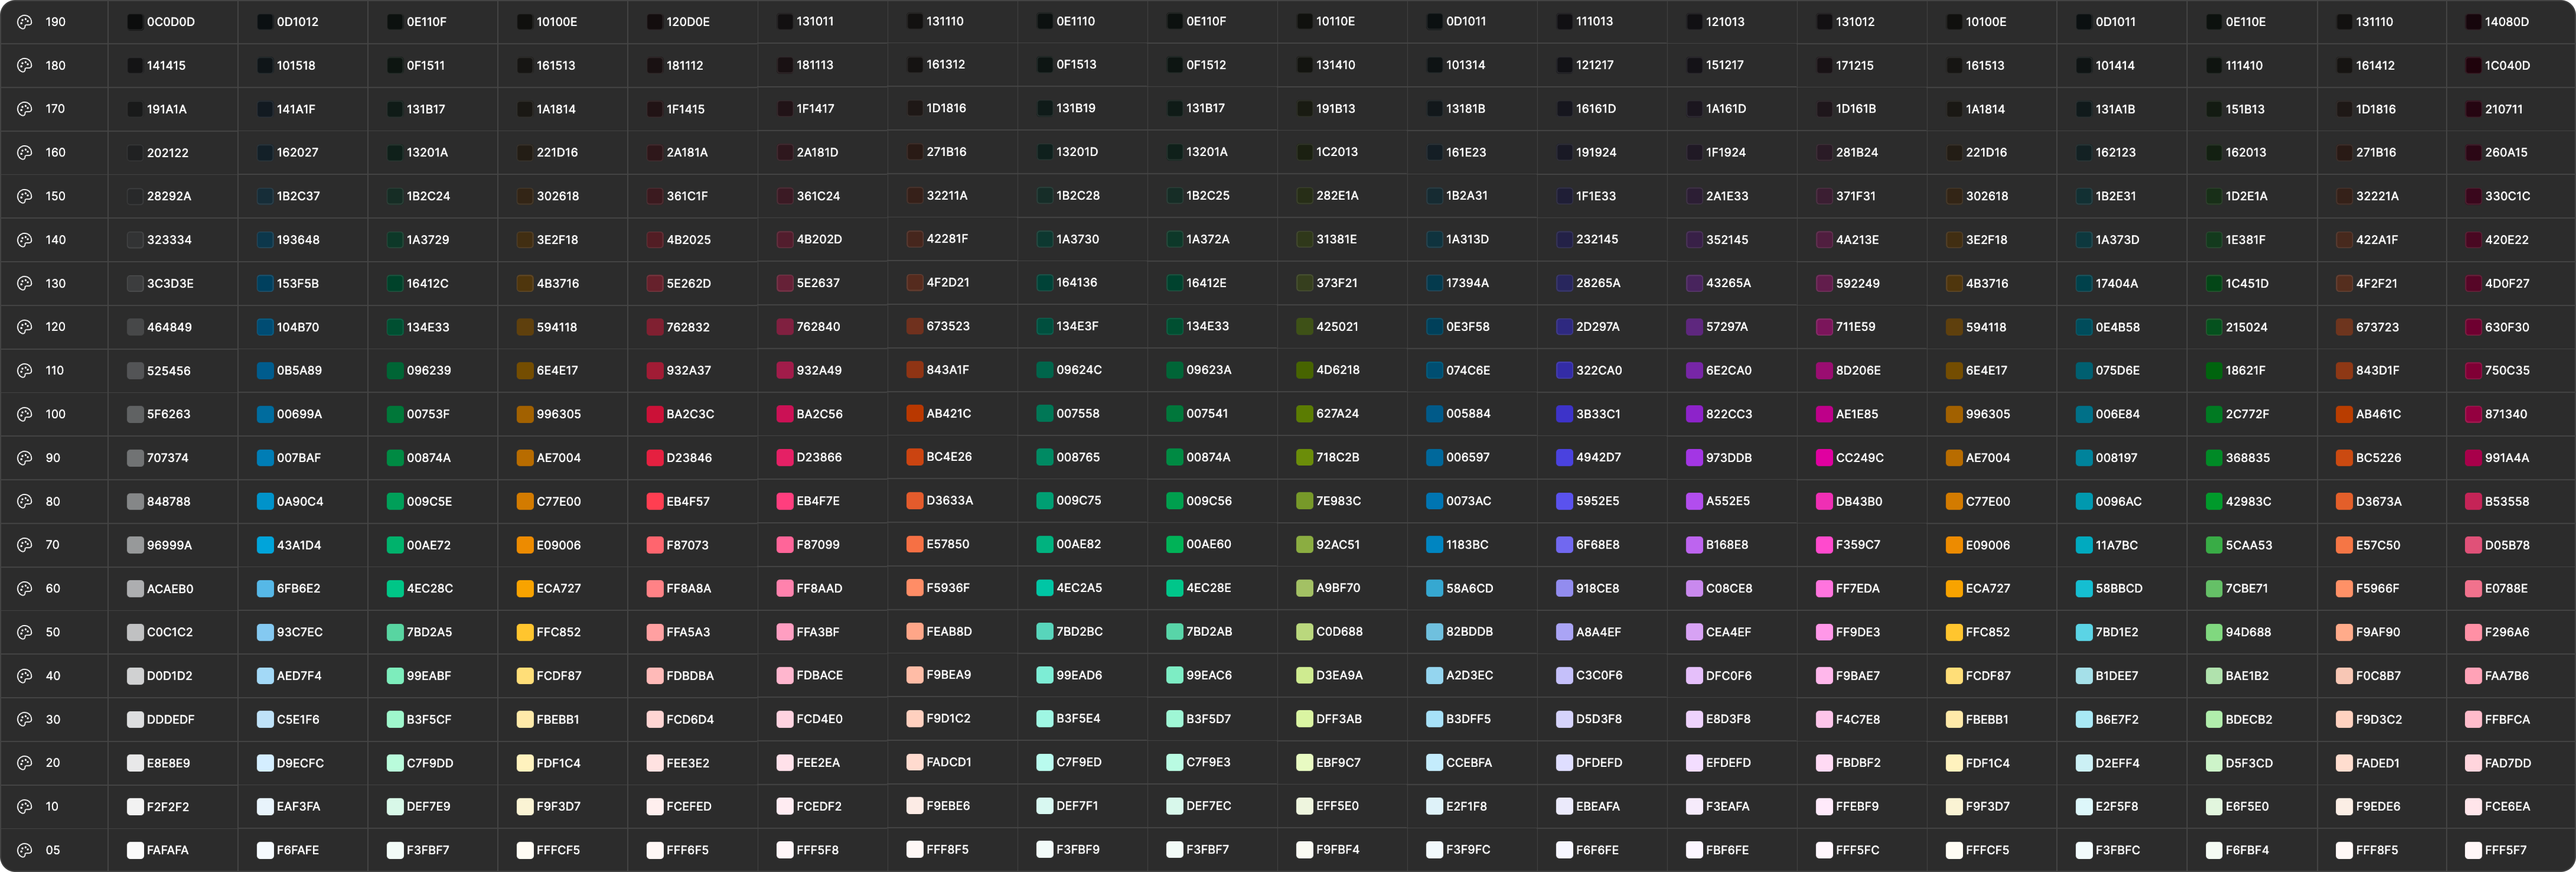 190 0C0D0D 0D1012 0E110F 10100E 120D0E 131011 131110 0E1110 0E110F 10110E 0D1011 111013 121013 131012 10100E 0D1011 0E110E 131110 14080D
180 141415 101518 0F1511 161513 181112 181113 161312 0F1513 0F1512 131410 101314 121217 151217 171215 161513 101414 111410 161412 1C040D
170 191A1A 141A1F 131B17 1A1814 1F1415 1F1417 1D1816 131B19 131B17 191B13 13181B 16161D 1A161D 1D161B 1A1814 131A1B 151B13 1D1816 210711
160 202122 162027 13201A 221D16 2A181A 2A181D 271B16 13201D 13201A 1C2013 161E23 191924 1F1924 281B24 221D16 162123 162013 271B16 260A15
150 28292A 1B2C37 1B2C24 302618 361C1F 361C24 32211A 1B2C28 1B2C25 282E1A 1B2A31 1F1E33 2A1E33 371F31 302618 1B2E31 1D2E1A 32221A 330C1C
140 323334 193648 1A3729 3E2F18 4B2025 4B202D 42281F 1A3730 1A372A 31381E 1A313D 232145 352145 4A213E 3E2F18 1A373D 1E381F 422A1F 420E22
130 3C3D3E 153F5B 16412C 4B3716 5E262D 5E2637 4F2D21 164136 16412E 373F21 17394A 28265A 43265A 592249 4B3716 17404A 1C451D 4F2F21 4D0F27
120 464849 104B70 134E33 594118 762832 762840 673523 134E3F 134E33 425021 0E3F58 2D297A 57297A 711E59 594118 0E4B58 215024 673723 630F30
110 525456 0B5A89 096239 6E4E17 932A37 932A49 843A1F 09624C 09623A 4D6218 074C6E 322CA0 6E2CA0 8D206E 6E4E17 075D6E 18621F 843D1F 750C35
100 5F6263 00699A 00753F 996305 BA2C3C BA2C56 AB421C 007558 007541 627A24 005884 3B33C1 822CC3 AE1E85 996305 006E84 2C772F AB461C 871340
90 707374 007BAF 00874A AE7004 D23846 D23866 BC4E26 008765 00874A 718C2B 006597 4942D7 973DDB CC249C AE7004 008197 368835 BC5226 991A4A
80 848788 0A90C4 009C5E C77E00 EB4F57 EB4F7E D3633A 009C75 009C56 7E983C 0073AC 5952E5 A552E5 DB43B0 C77E00 0096AC 42983C D3673A B53558
70 96999A 43A1D4 00AE72 E09006 F87073 F87099 E57850 00AE82 00AE60 92AC51 1183BC 6F68E8 B168E8 F359C7 E09006 11A7BC 5CAA53 E57C50 D05B78
60 ACAEB0 6FB6E2 4EC28C ECA727 FF8A8A FF8AAD F5936F 4EC2A5 4EC28E A9BF70 58A6CD 918CE8 C08CE8 FF7EDA ECA727 58BBCD 7CBE71 F5966F E0788E
50 C0C1C2 93C7EC 7BD2A5 FFC852 FFA5A3 FFA3BF FEAB8D 7BD2BC 7BD2AB C0D688 82BDDB A8A4EF CEA4EF FF9DE3 FFC852 7BD1E2 94D688 F9AF90 F296A6
40 D0D1D2 AED7F4 99EABF FCDF87 FDBDBA FDBACE F9BEA9 99EAD6 99EAC6 D3EA9A A2D3EC C3C0F6 DFC0F6 F9BAE7 FCDF87 B1DEE7 BAE1B2 F0C8B7 FAA7B6
30 DDDEDF C5E1F6 B3F5CF FBEBB1 FCD6D4 FCD4E0 F9D1C2 B3F5E4 B3F5D7 DFF3AB B3DFF5 D5D3F8 E8D3F8 F4C7E8 FBEBB1 B6E7F2 BDECB2 F9D3C2 FFBFCA
20 E8E8E9 D9ECFC C7F9DD FDF1C4 FEE3E2 FEE2EA FADCD1 C7F9ED C7F9E3 EBF9C7 CCEBFA DFDEFD EFDEFD FBDBF2 FDF1C4 D2EFF4 D5F3CD FADED1 FAD7DD
10 F2F2F2 EAF3FA DEF7E9 F9F3D7 FCEFED FCEDF2 F9EBE6 DEF7F1 DEF7EC EFF5E0 E2F1F8 EBEAFA F3EAFA FFEBF9 F9F3D7 E2F5F8 E6F5E0 F9EDE6 FCE6EA
05 FAFAFA F6FAFE F3FBF7 FFFCF5 FFF6F5 FFF5F8 FFF8F5 F3FBF9 F3FBF7 F9FBF4 F3F9FC F6F6FE FBF6FE FFF5FC FFFCF5 F3FBFC F6FBF4 FFF8F5 FFF5F7